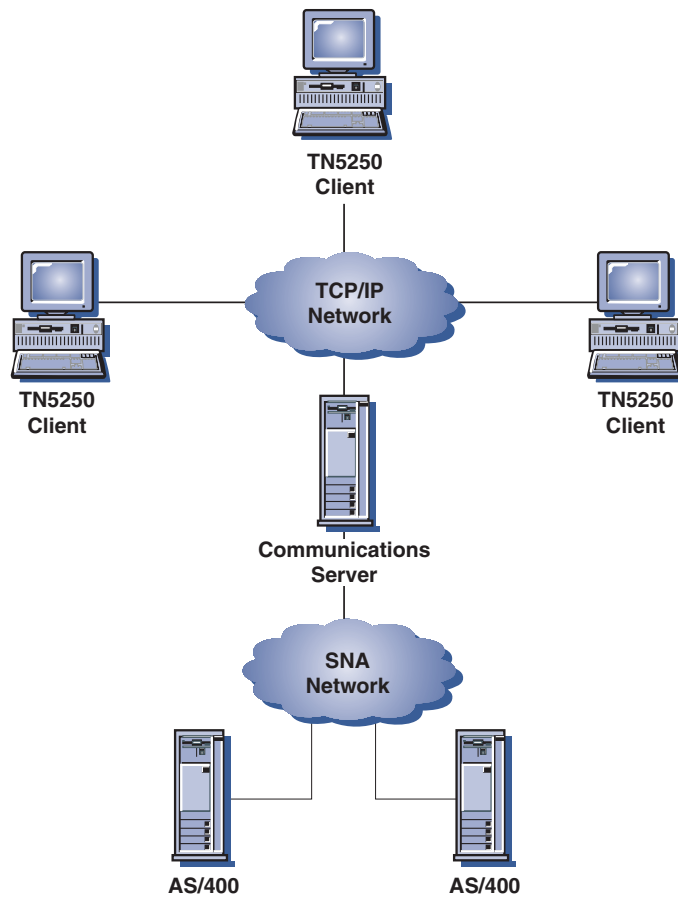 TN5250
Client
TCP/IP
Network
TN5250
Client
TN5250
Client
Communications
Server
SNA
Network
AS/400
AS/400